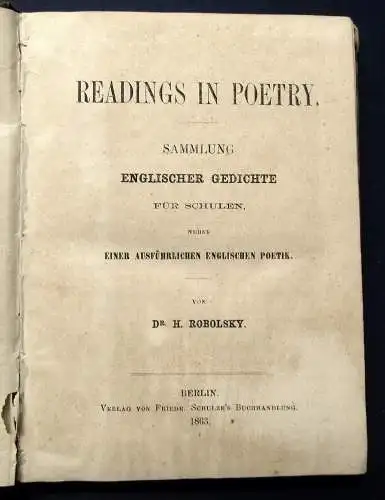 READINGS IN POETRY.
SAMMLUNG
ENGLISCHER GEDICHTE
FÜR SCHULEN,
NEBST
EINER AUSFÜHRLICHEN ENGLISCHEN POETIK.
VON
DR. H. ROBOLSKY.
BERLIN.
VERLAG VON FRIEDR. SCHULZE'S BUCHHANDLUNG.
1863.